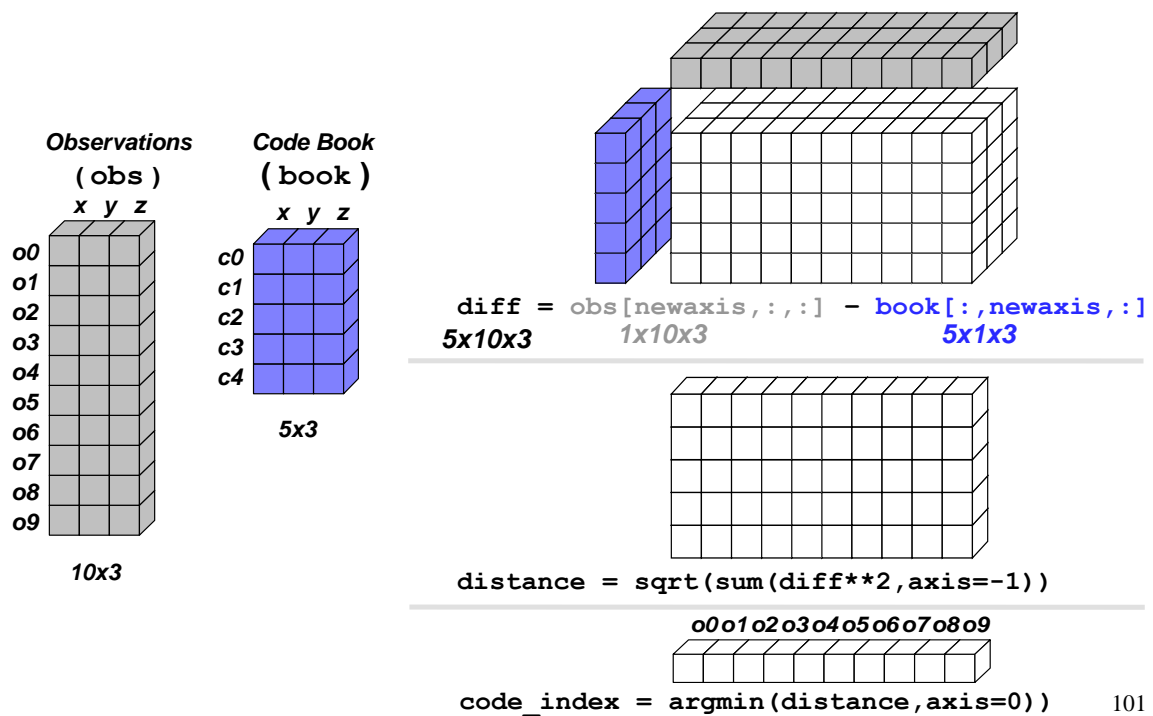 Observations
(obs)
x y z
o0
o1
o2
o3
o4
o5
o6
o7
o8
o9
10x3
Code Book
(book)
x y z
c0
c1
c2
c3
c4
5x3
diff = obs[newaxis,:,:] – book[:,newaxis,:]
5x10x3 1x10x3 5x1x3
distance = sqrt(sum(diff**2,axis=-1))
o0o1o2o3o4o5o6o7o8o9
code_index = argmin(distance,axis=0))
101